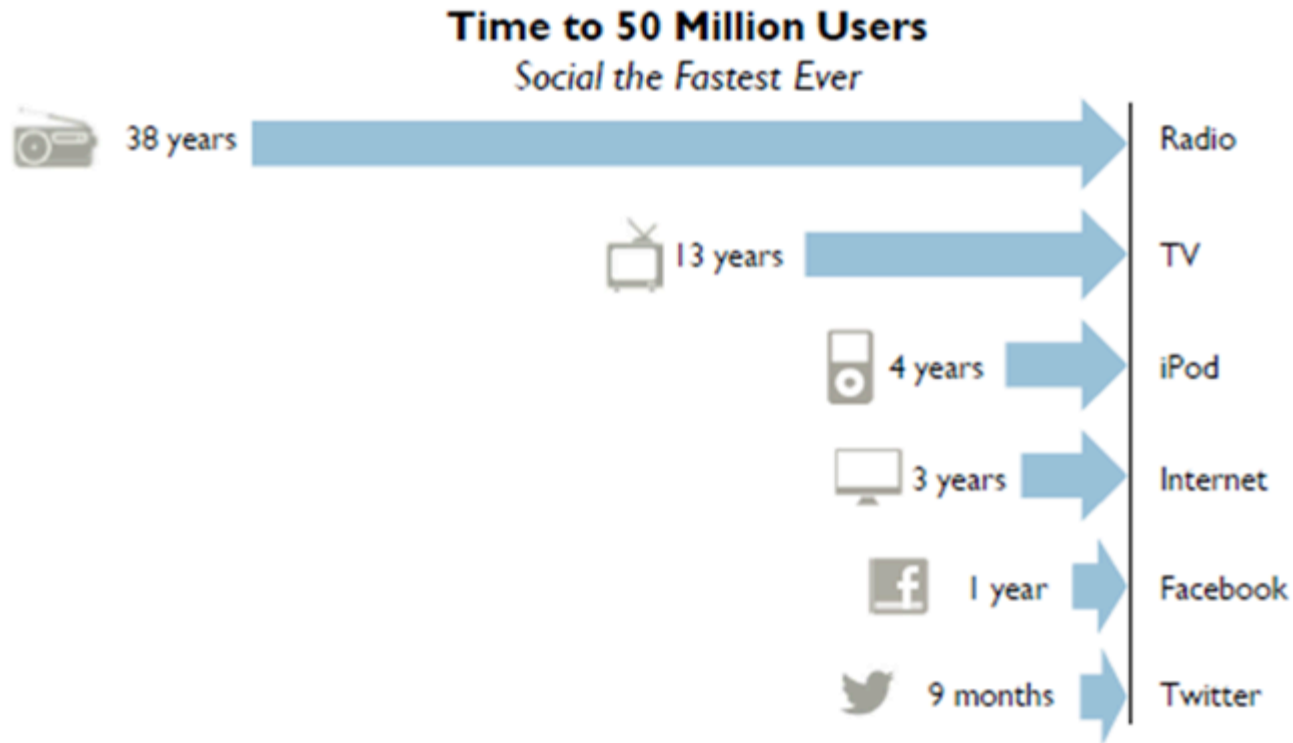 Time to 50 Million Users
Social the Fastest Ever
38 years Radio
13 years TV
4 years iPod
3 years Internet
f 1 year Facebook
9 months Twitter